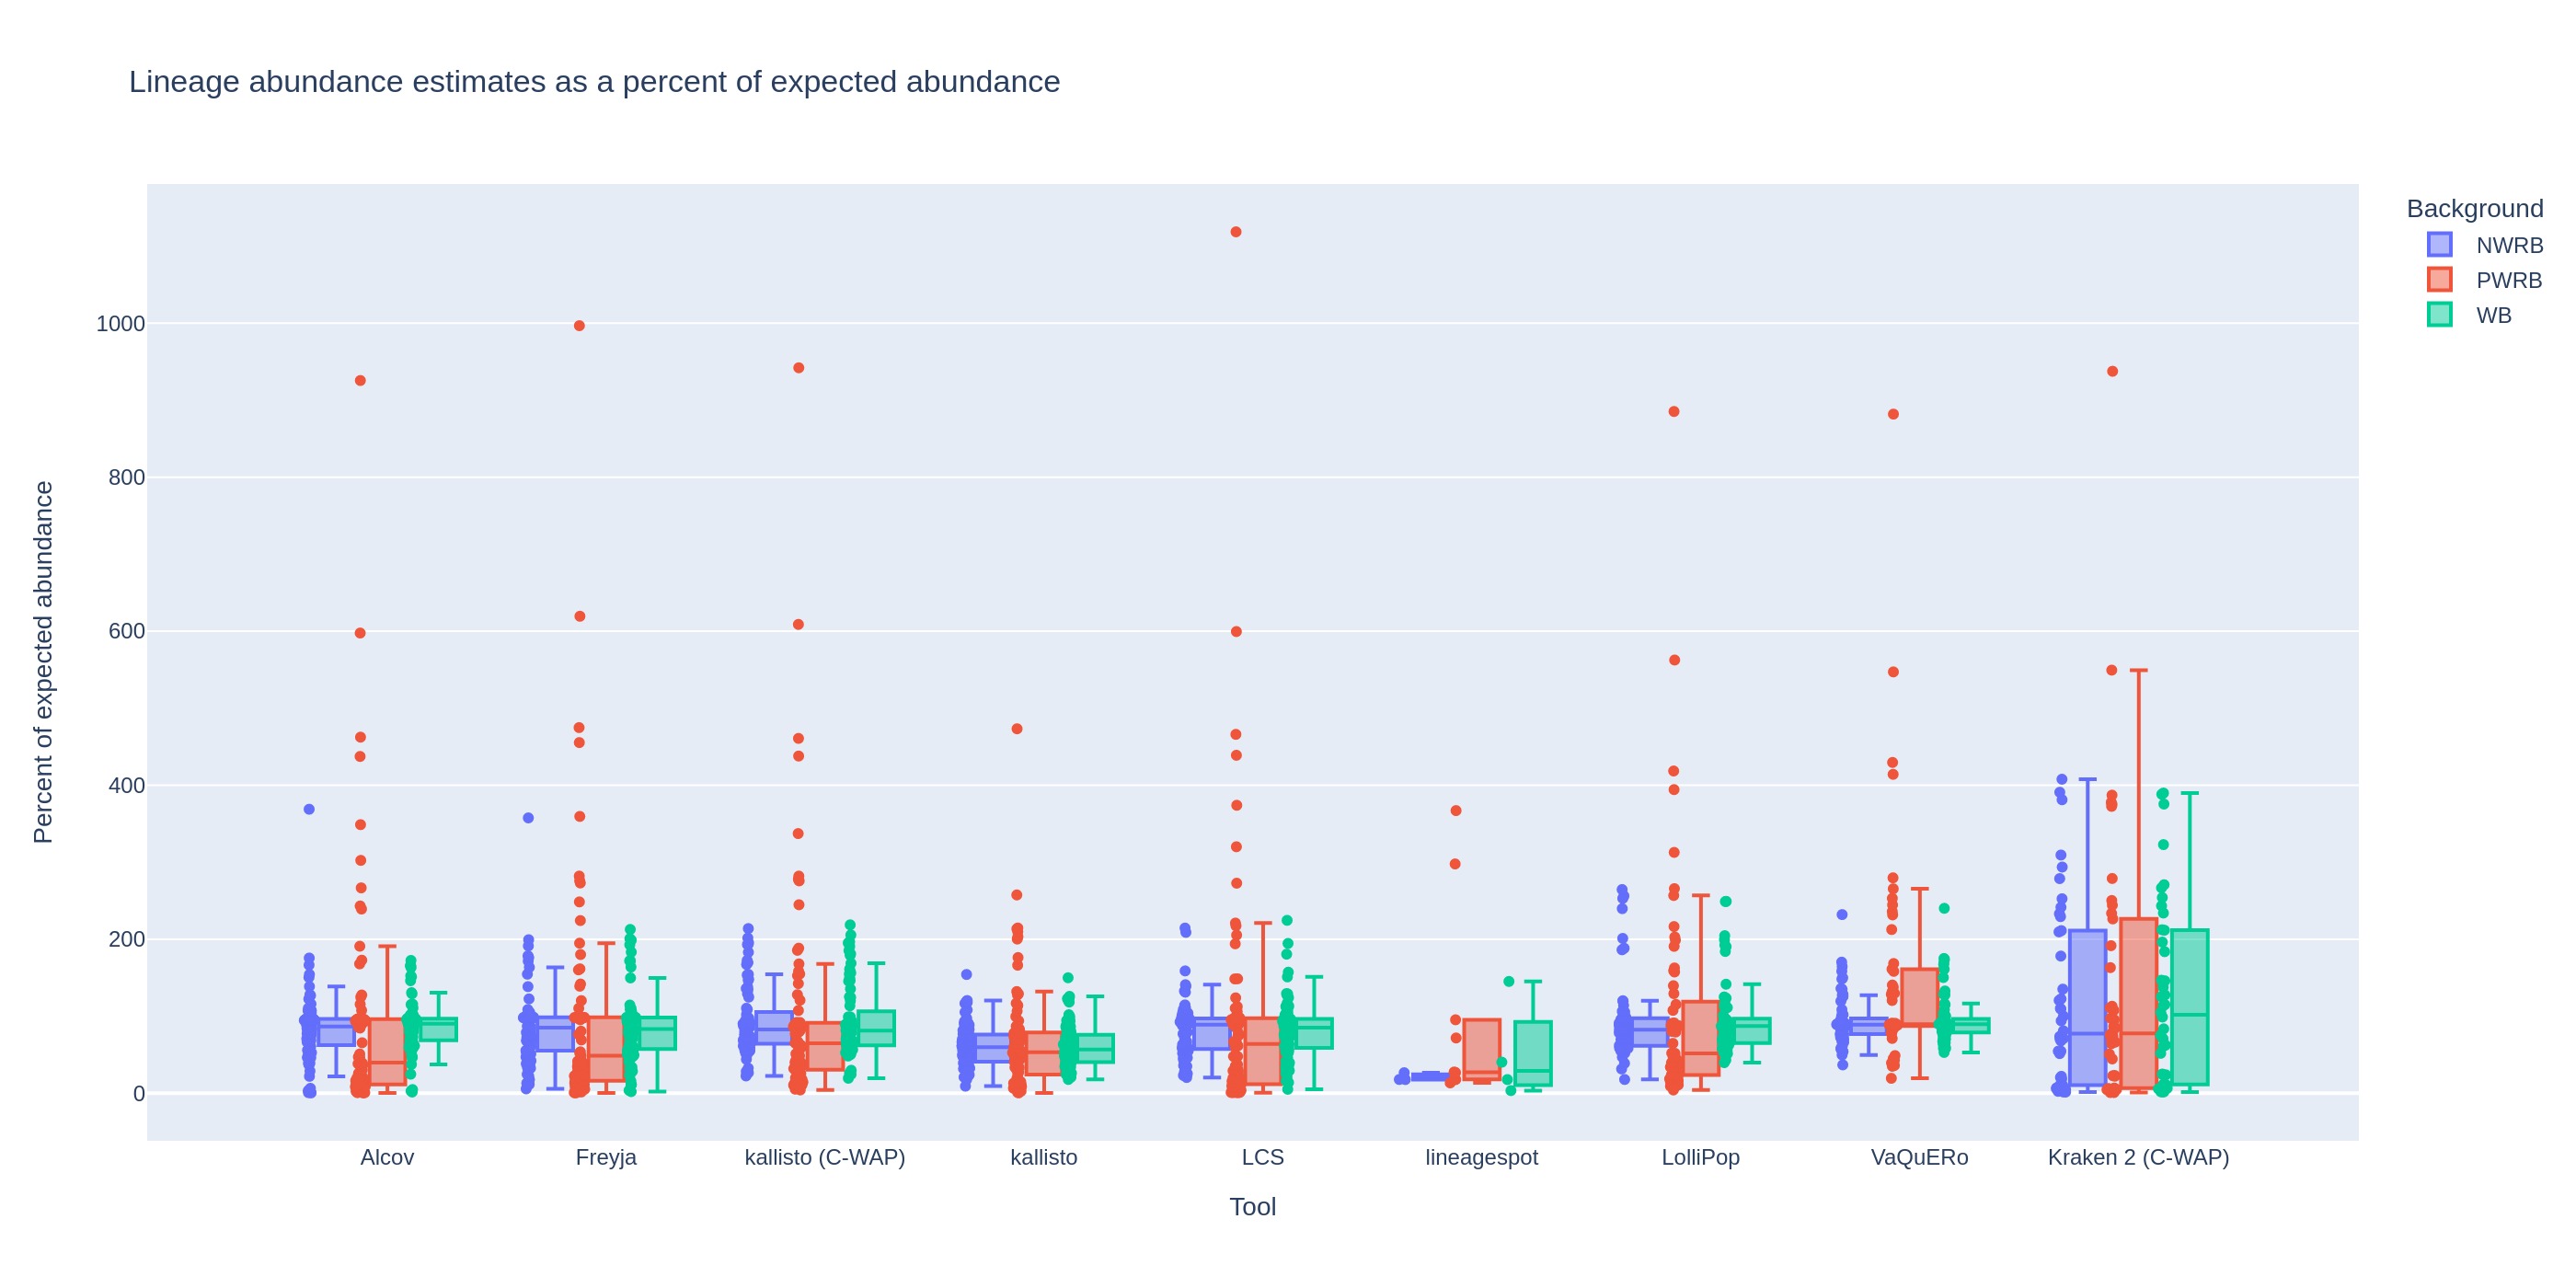 Lineage abundance estimates as a percent of expected abundance
Background
NWRB
PWRB
WB
Percent of expected abundance
1000
800
600
400
200
0
Alcov
Freyja
kallisto (C-WAP)
kallisto
LCS
lineagespot
LolliPop
VaQuERo
Kraken 2 (C-WAP)
Tool